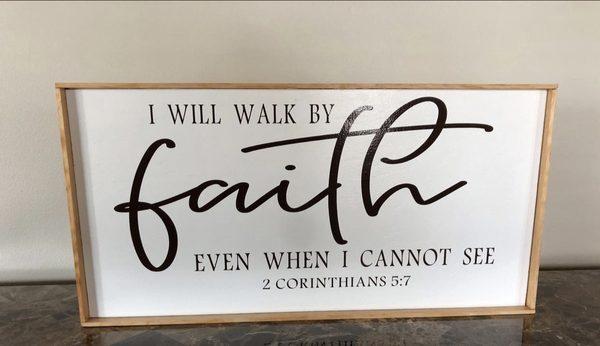 I WILL WALK BY
faith
EVEN WHEN I CANNOT SEE
2 CORINTHIANS 5:7